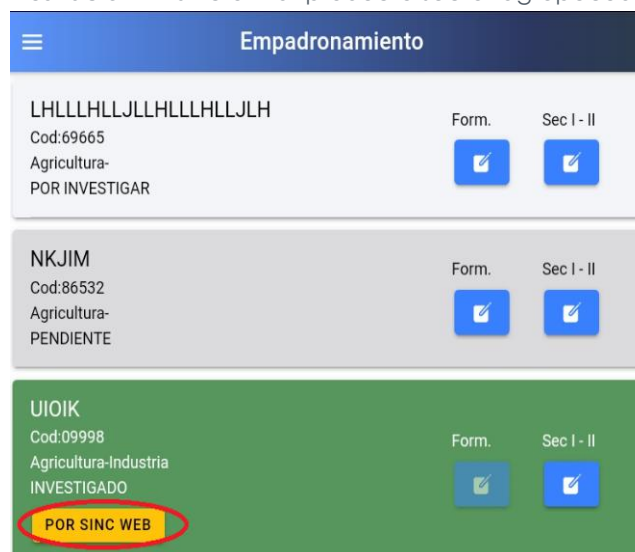 Empadronamiento
LHLLLHLLJLLHLLLHLLJLH
Cod:69665
Agricultura-
POR INVESTIGAR
Form. Sec I - II
NKJIM
Cod:86532
Agricultura-
PENDIENTE
Form. Sec I - II
UIOIK
Cod:09998
Agricultura-Industria
INVESTIGADO
POR SINC WEB
Form. Sec I - II